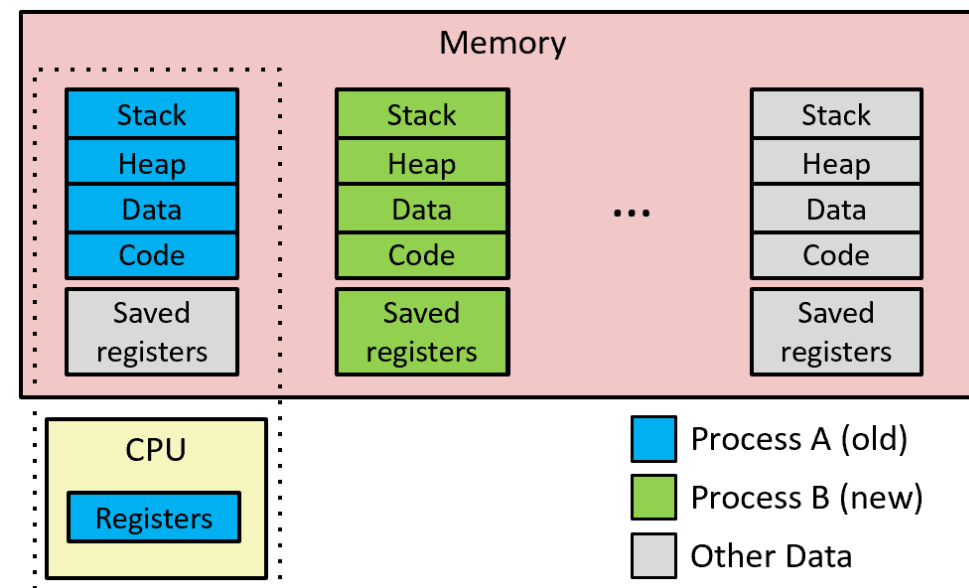 Memory
Stack
Heap
Data
Code
Saved
registers
Stack
Heap
Data
Code
Saved
registers
...
Stack
Heap
Data
Code
Saved
registers
CPU
Registers
Process A (old)
Process B (new)
Other Data